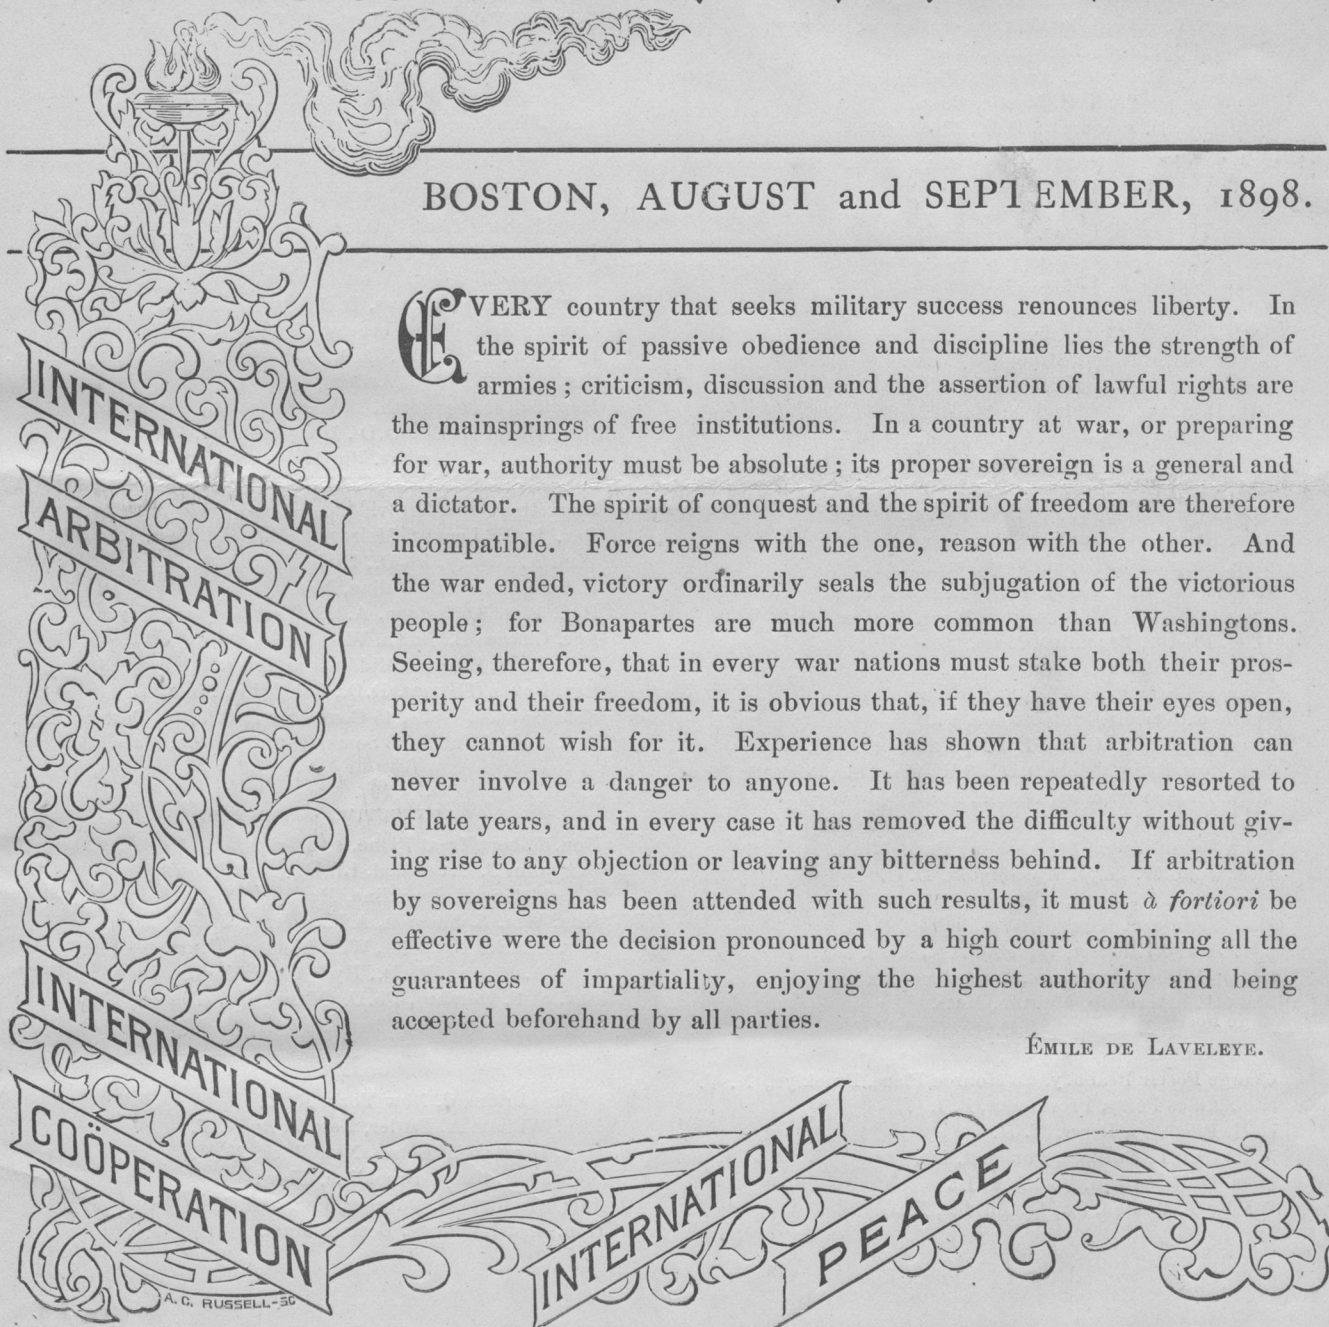 BOSTON, AUGUST and SEPTEMBER, 1898.
EVERY country that seeks military success renounces liberty. In
the spirit of passive obedience and discipline lies the strength of
armies; criticism, discussion and the assertion of lawful rights are
the mainsprings of free institutions. In a country at war, or preparing
for war, authority must be absolute; its proper sovereign is a general and
a dictator. The spirit of conquest and the spirit of freedom are therefore
incompatible. Force reigns with the one, reason with the other. And
the war ended, victory ordinarily seals the subjugation of the victorious
people; for Bonapartes are much more common than Washingtons.
Seeing, therefore, that in every war nations must stake both their pros-
perity and their freedom, it is obvious that, if they have their eyes open,
they cannot wish for it. Experience has shown that arbitration can
never involve a danger to anyone. It has been repeatedly resorted to
of late years, and in every case it has removed the difficulty without giv-
ing rise to any objection or leaving any bitterness behind. If arbitration
by sovereigns has been attended with such results, it must à fortiori be
effective were the decision pronounced by a high court combining all the
guarantees of impartiality, enjoying the highest authority and being
accepted beforehand by all parties.
ÉMILE DE LAVELEYE.
INTERNATIONAL
ARBITRATION
INTERNATIONAL
COÖPERATION
INTERNATIONAL
PEACE
A. C. RUSSELL-SC